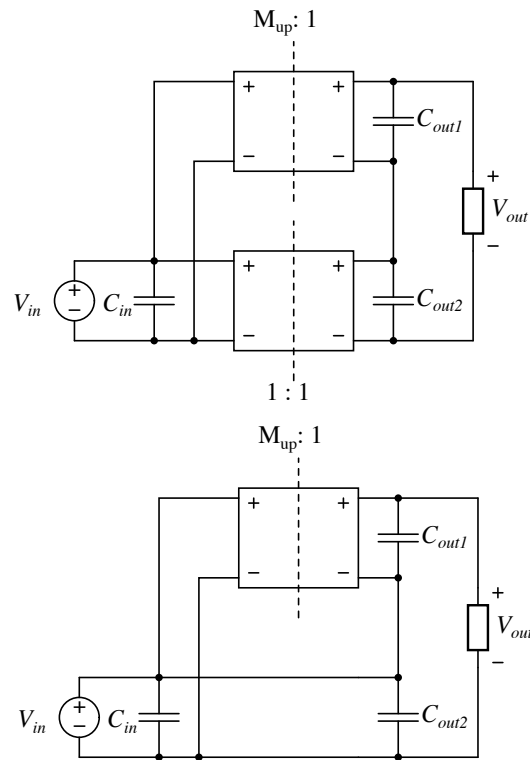 M_up: 1
+ +
C_out1
− −
+
V_out
−
+ +
V_in + − C_in
C_out2
− −
1 : 1
M_up: 1
+ +
C_out1
− −
+
V_out
−
V_in + − C_in
C_out2